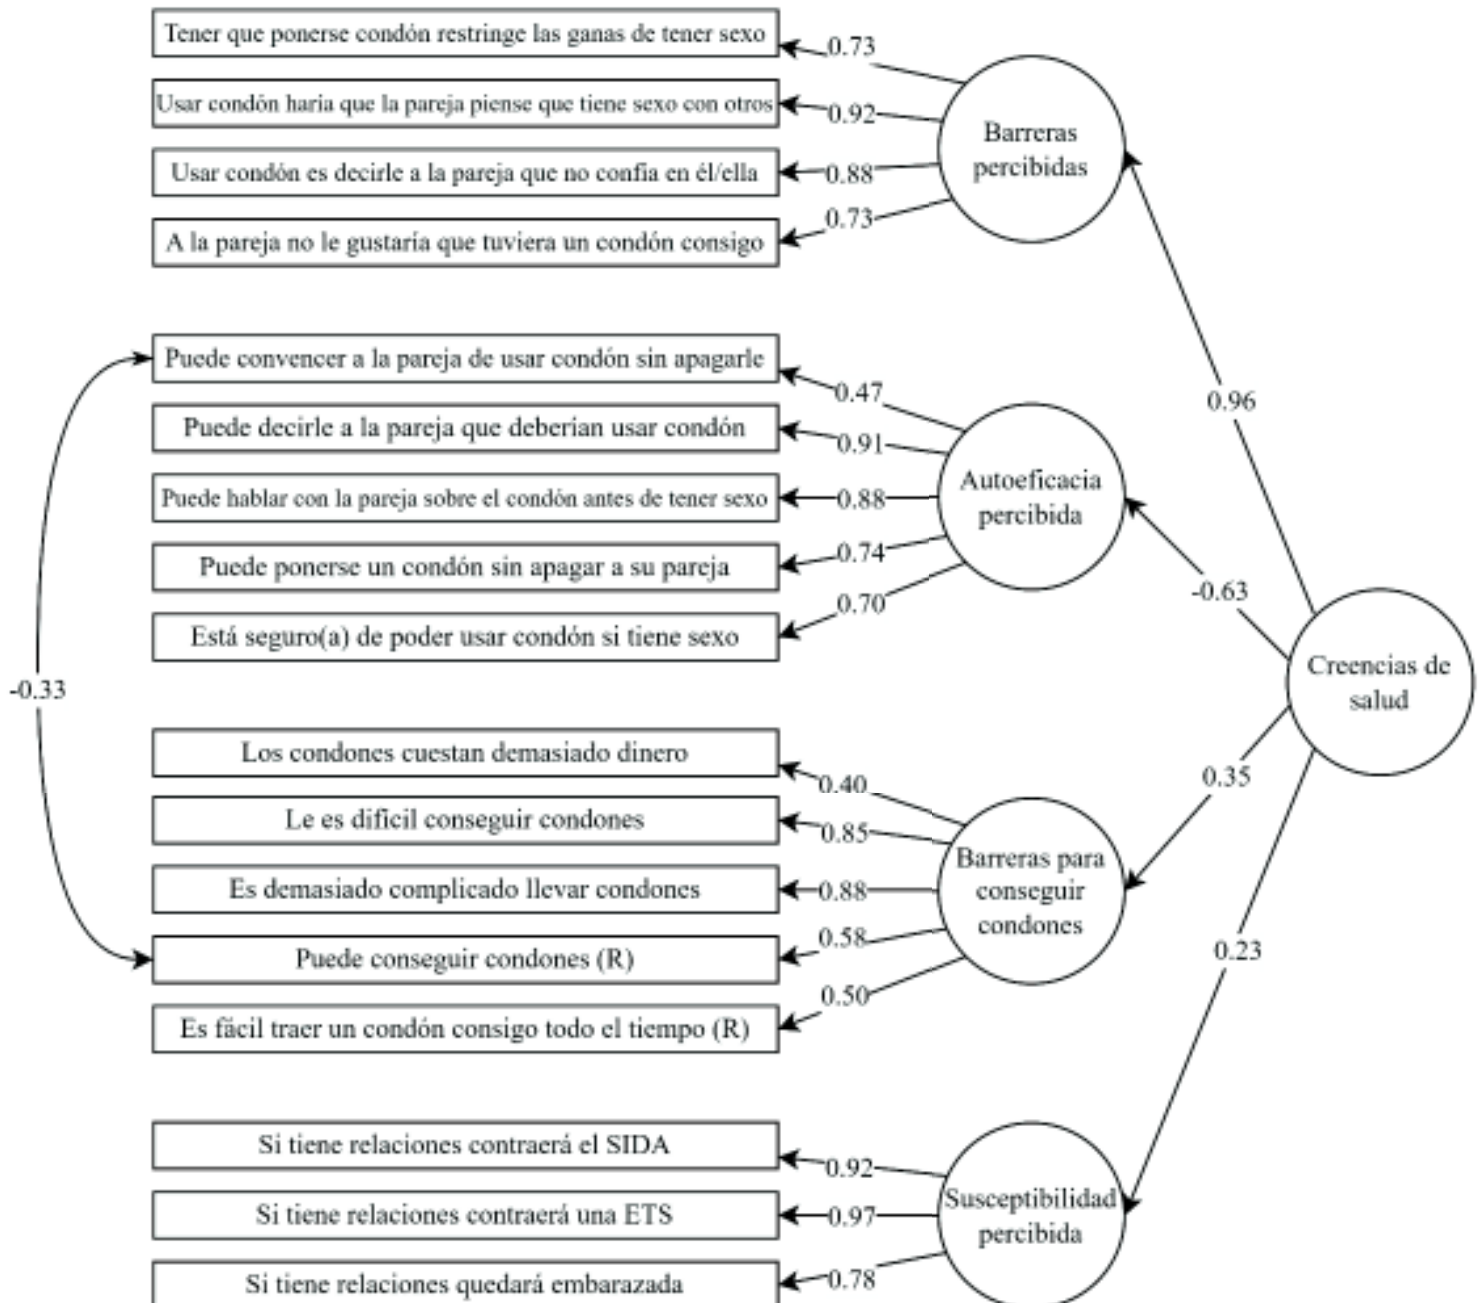 Tener que ponerse condón restringe las ganas de tener sexo
0.73
Usar condón haría que la pareja piense que tiene sexo con otros
0.92
Usar condón es decirle a la pareja que no confía en él/ella
0.88
A la pareja no le gustaría que tuviera un condón consigo
0.73
Barreras
percibidas
0.96
Puede convencer a la pareja de usar condón sin apagarle
0.47
Puede decirle a la pareja que deberían usar condón
0.91
Puede hablar con la pareja sobre el condón antes de tener sexo
0.88
Puede ponerse un condón sin apagar a su pareja
0.74
Está seguro(a) de poder usar condón si tiene sexo
0.70
Autoeficacia
percibida
-0.63
-0.33
Creencias de
salud
Los condones cuestan demasiado dinero
0.40
Le es difícil conseguir condones
0.85
Es demasiado complicado llevar condones
0.88
Puede conseguir condones (R)
0.58
Es fácil traer un condón consigo todo el tiempo (R)
0.50
Barreras para
conseguir
condones
0.35
0.23
Si tiene relaciones contraerá el SIDA
0.92
Si tiene relaciones contraerá una ETS
0.97
Si tiene relaciones quedará embarazada
0.78
Susceptibilidad
percibida